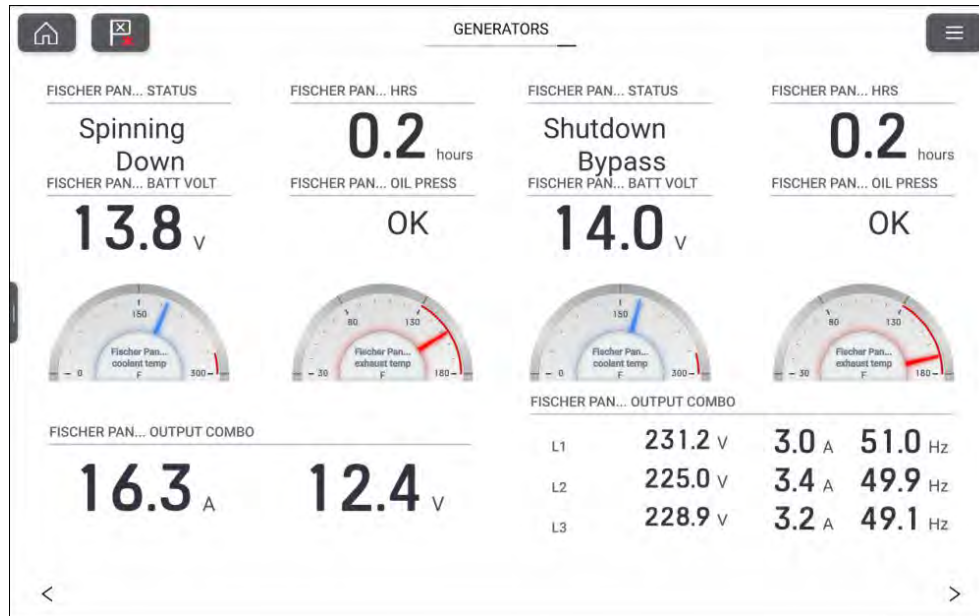 GENERATORS
FISCHER PAN... STATUS
Spinning
Down
FISCHER PAN... HRS
0.2 hours
FISCHER PAN... STATUS
Shutdown
Bypass
FISCHER PAN... HRS
0.2 hours
FISCHER PAN... BATT VOLT
13.8 V
FISCHER PAN... OIL PRESS
OK
FISCHER PAN... BATT VOLT
14.0 V
FISCHER PAN... OIL PRESS
OK
0 150 300
Fischer Pan...
coolant temp
F
30 80 130 180
Fischer Pan...
exhaust temp
F
0 150 300
Fischer Pan...
coolant temp
F
30 80 130 180
Fischer Pan...
exhaust temp
F
FISCHER PAN... OUTPUT COMBO
16.3 A 12.4 V
FISCHER PAN... OUTPUT COMBO
L1 231.2 V 3.0 A 51.0 Hz
L2 225.0 V 3.4 A 49.9 Hz
L3 228.9 V 3.2 A 49.1 Hz